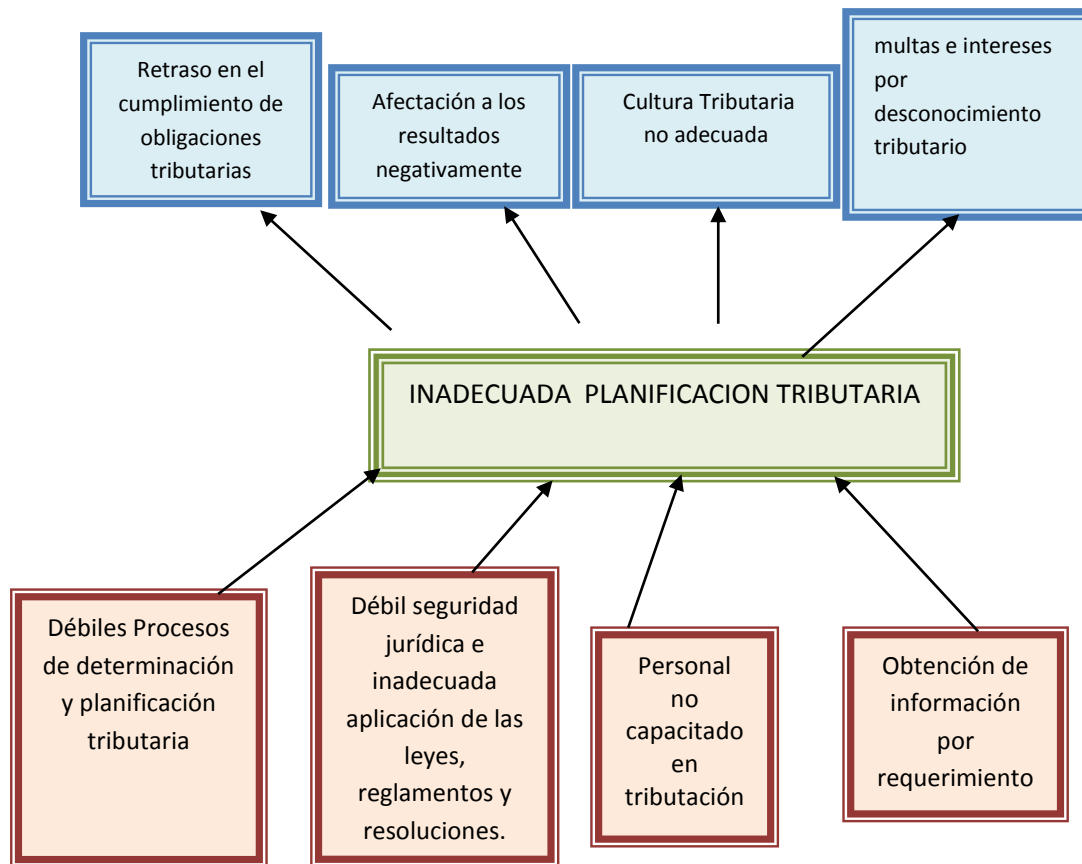 Retraso en el
cumplimiento de
obligaciones
tributarias
Afectación a los
resultados
negativamente
Cultura Tributaria
no adecuada
multas e intereses
por
desconocimiento
tributario
INADECUADA  PLANIFICACION TRIBUTARIA
Débiles Procesos
de determinación
y planificación
tributaria
Débil seguridad
jurídica e
inadecuada
aplicación de las
leyes,
reglamentos y
resoluciones.
Personal
no
capacitado
en
tributación
Obtención de
información
por
requerimiento